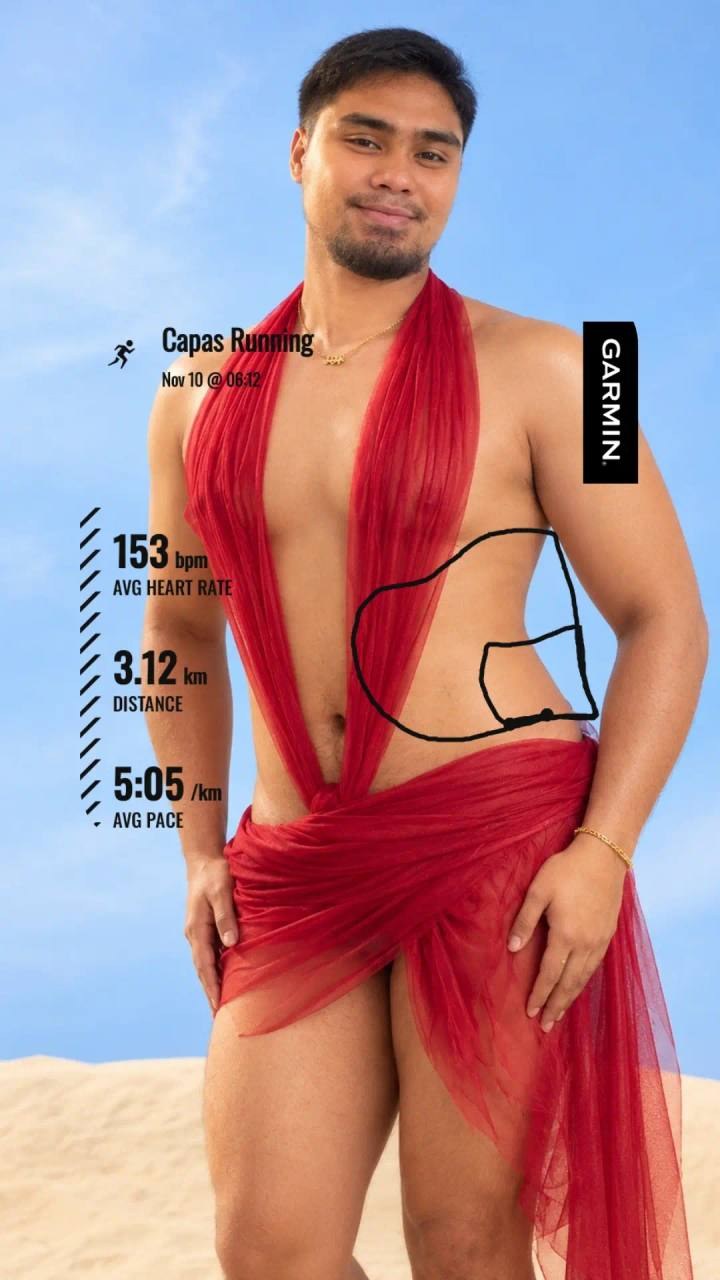 Capas Running
Nov 10 @ 06:12
GARMIN
153 bpm
AVG HEART RATE
3.12 km
DISTANCE
5:05 /km
AVG PACE